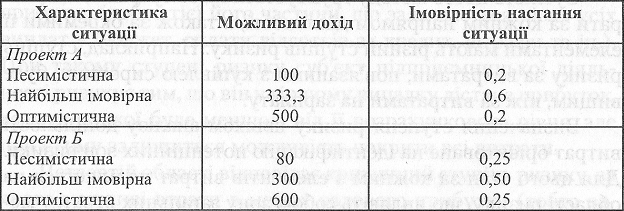 Характеристика ситуації | Можливий дохід | Імовірність настання ситуації
Проект А
Песимістична | 100 | 0,2
Найбільш імовірна | 333,3 | 0,6
Оптимістична | 500 | 0,2
Проект Б
Песимістична | 80 | 0,25
Найбільш імовірна | 300 | 0,50
Оптимістична | 600 | 0,25